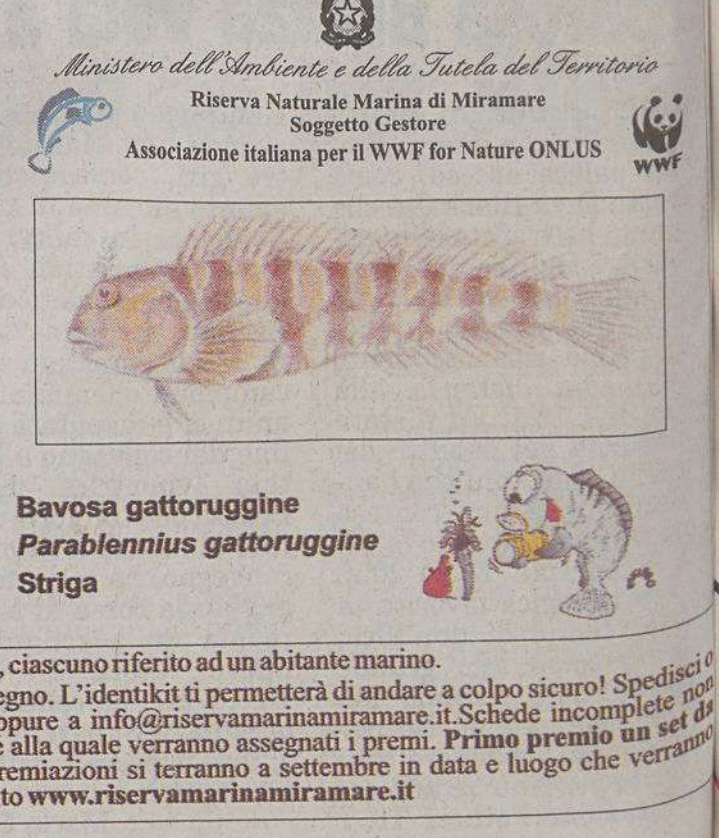 Ministero dell'Ambiente e della Tutela del Territorio
Riserva Naturale Marina di Miramare
Soggetto Gestore
Associazione italiana per il WWF for Nature ONLUS
WWF
Bavosa gattoruggine
Parablennius gattoruggine
Striga
, ciascuno riferito ad un abitante marino.
egno. L'identikit ti permetterà di andare a colpo sicuro! Spedisci o
oppure a info@riservamarinamiramare.it.Schede incomplete non
e alla quale verranno assegnati i premi. Primo premio un set da
remiazioni si terranno a settembre in data e luogo che verranno
to www.riservamarinamiramare.it